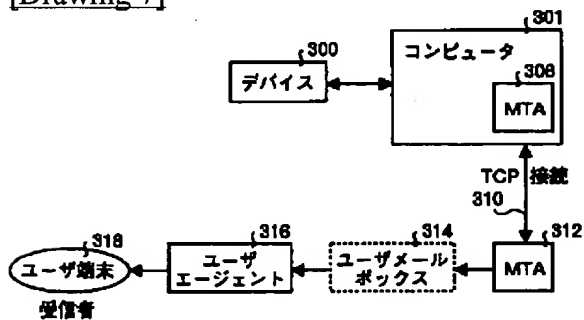 [Drawing 7]
301
コンピュータ
300
デバイス
308
MTA
TCP 接続
310
312
MTA
314
ユーザメール
ボックス
316
ユーザ
エージェント
318
ユーザ端末
受信者